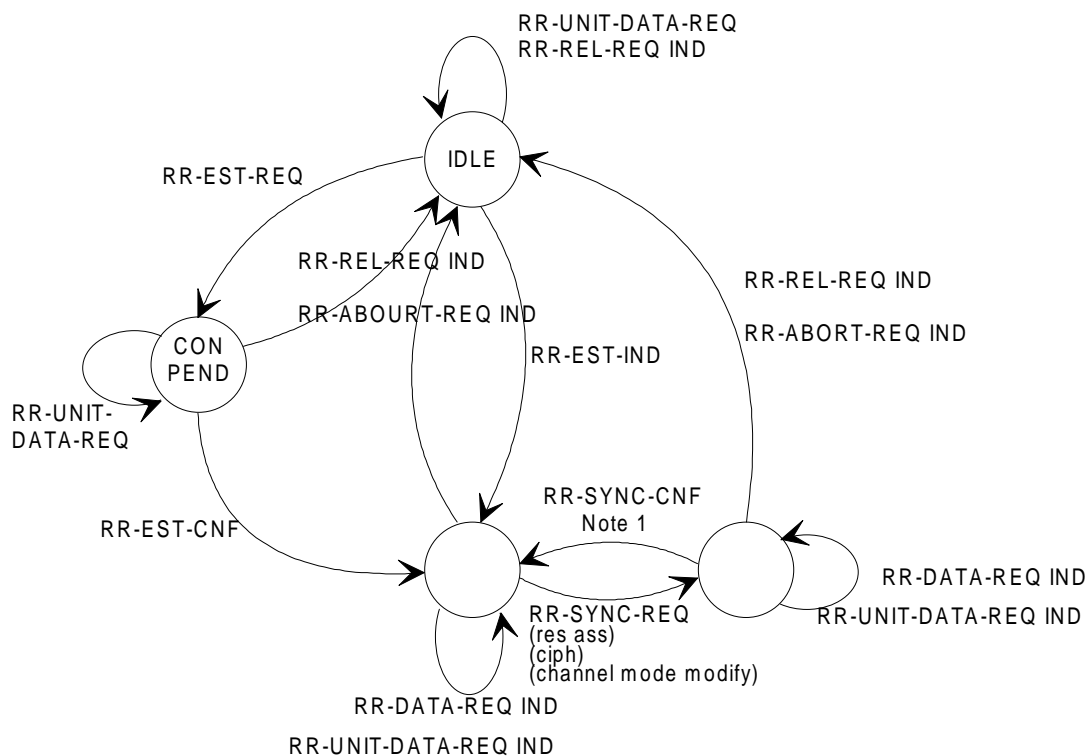 RR-UNIT-DATA-REQ
RR-REL-REQ IND
IDLE
RR-EST-REQ
RR-REL-REQ IND
RR-ABOURT-REQ IND
RR-REL-REQ IND
RR-ABORT-REQ IND
CON
PEND
RR-EST-IND
RR-UNIT-
DATA-REQ
RR-EST-CNF
RR-SYNC-CNF
Note 1
RR-DATA-REQ IND
RR-UNIT-DATA-REQ IND
RR-SYNC-REQ
(res ass)
(ciph)
(channel mode modify)
RR-DATA-REQ IND
RR-UNIT-DATA-REQ IND